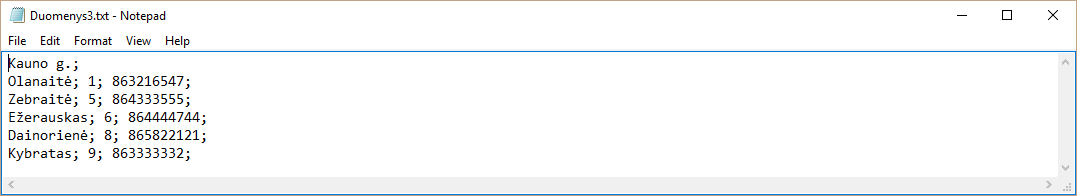 Duomenys3.txt - Notepad
File Edit Format View Help
Kauno g.;
Olanaitė; 1; 863216547;
Zebraitė; 5; 864333555;
Ežerauskas; 6; 864444744;
Dainorienė; 8; 865822121;
Kybratas; 9; 863333332;